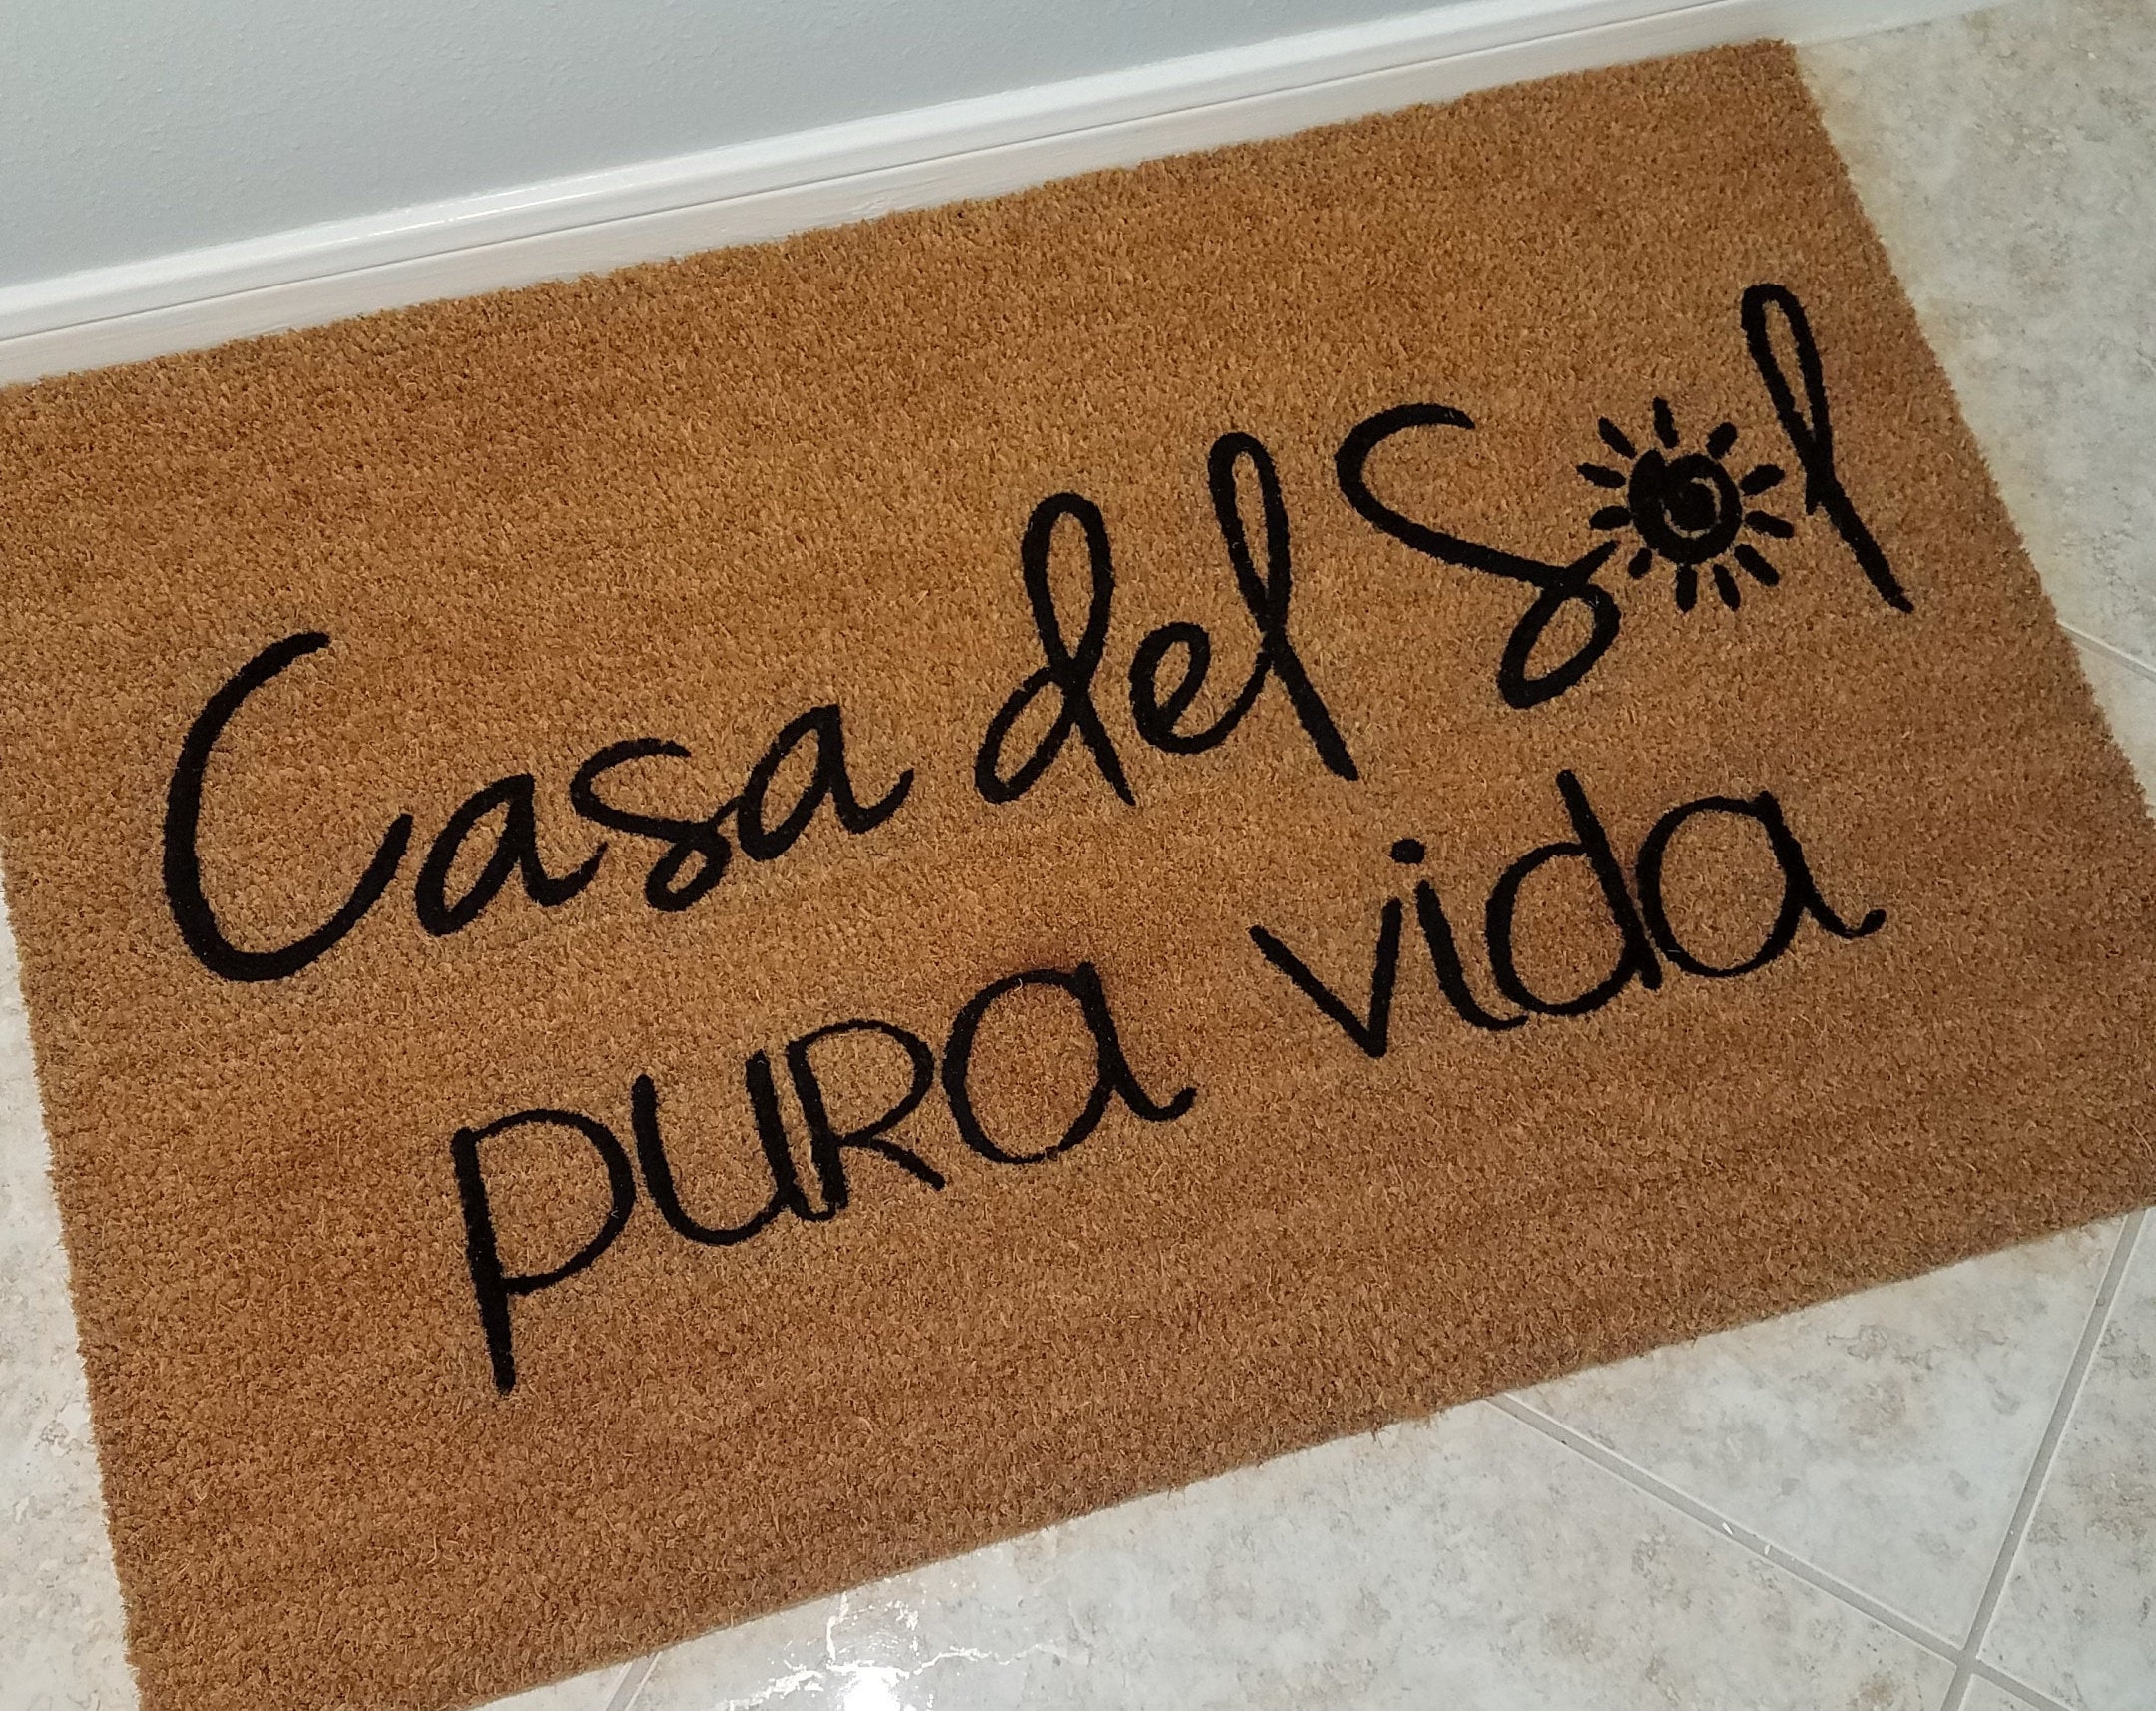 Casa del Sol
pura vida